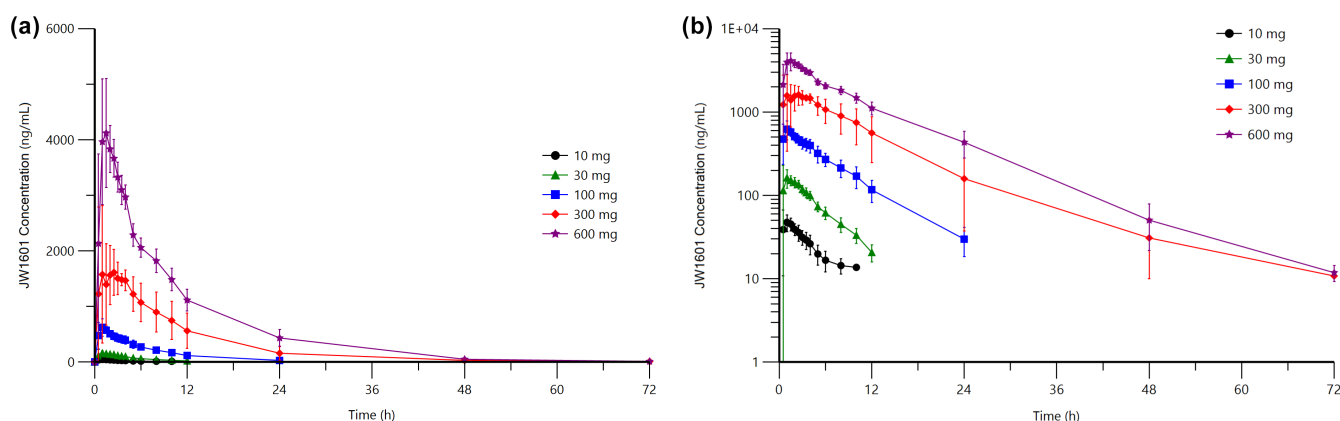 (a)
6000
4000
2000
0
JW1601 Concentration (ng/mL)
0 12 24 36 48 60 72
Time (h)
10 mg
30 mg
100 mg
300 mg
600 mg
(b)
1E+04
1000
100
10
1
JW1601 Concentration (ng/mL)
0 12 24 36 48 60 72
Time (h)
10 mg
30 mg
100 mg
300 mg
600 mg